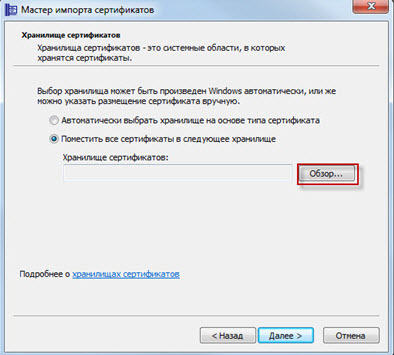 Мастер импорта сертификатов
Хранилище сертификатов
Хранилища сертификатов - это системные области, в которых
хранятся сертификаты.
Выбор хранилища может быть произведен Windows автоматически, или же
можно указать размещение сертификата вручную.
Автоматически выбрать хранилище на основе типа сертификата
Поместить все сертификаты в следующее хранилище
Хранилище сертификатов:
Обзор...
Подробнее о хранилищах сертификатов
< Назад Далее > Отмена